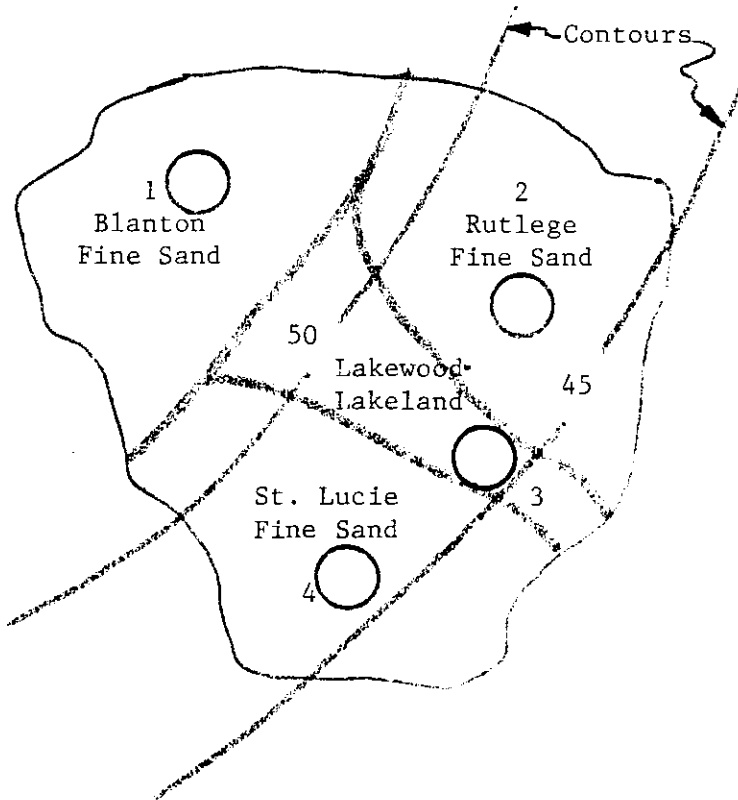 Contours
1
Blanton
Fine Sand
2
Rutlege
Fine Sand
50
Lakewood-
Lakeland
45
3
St. Lucie
Fine Sand
4